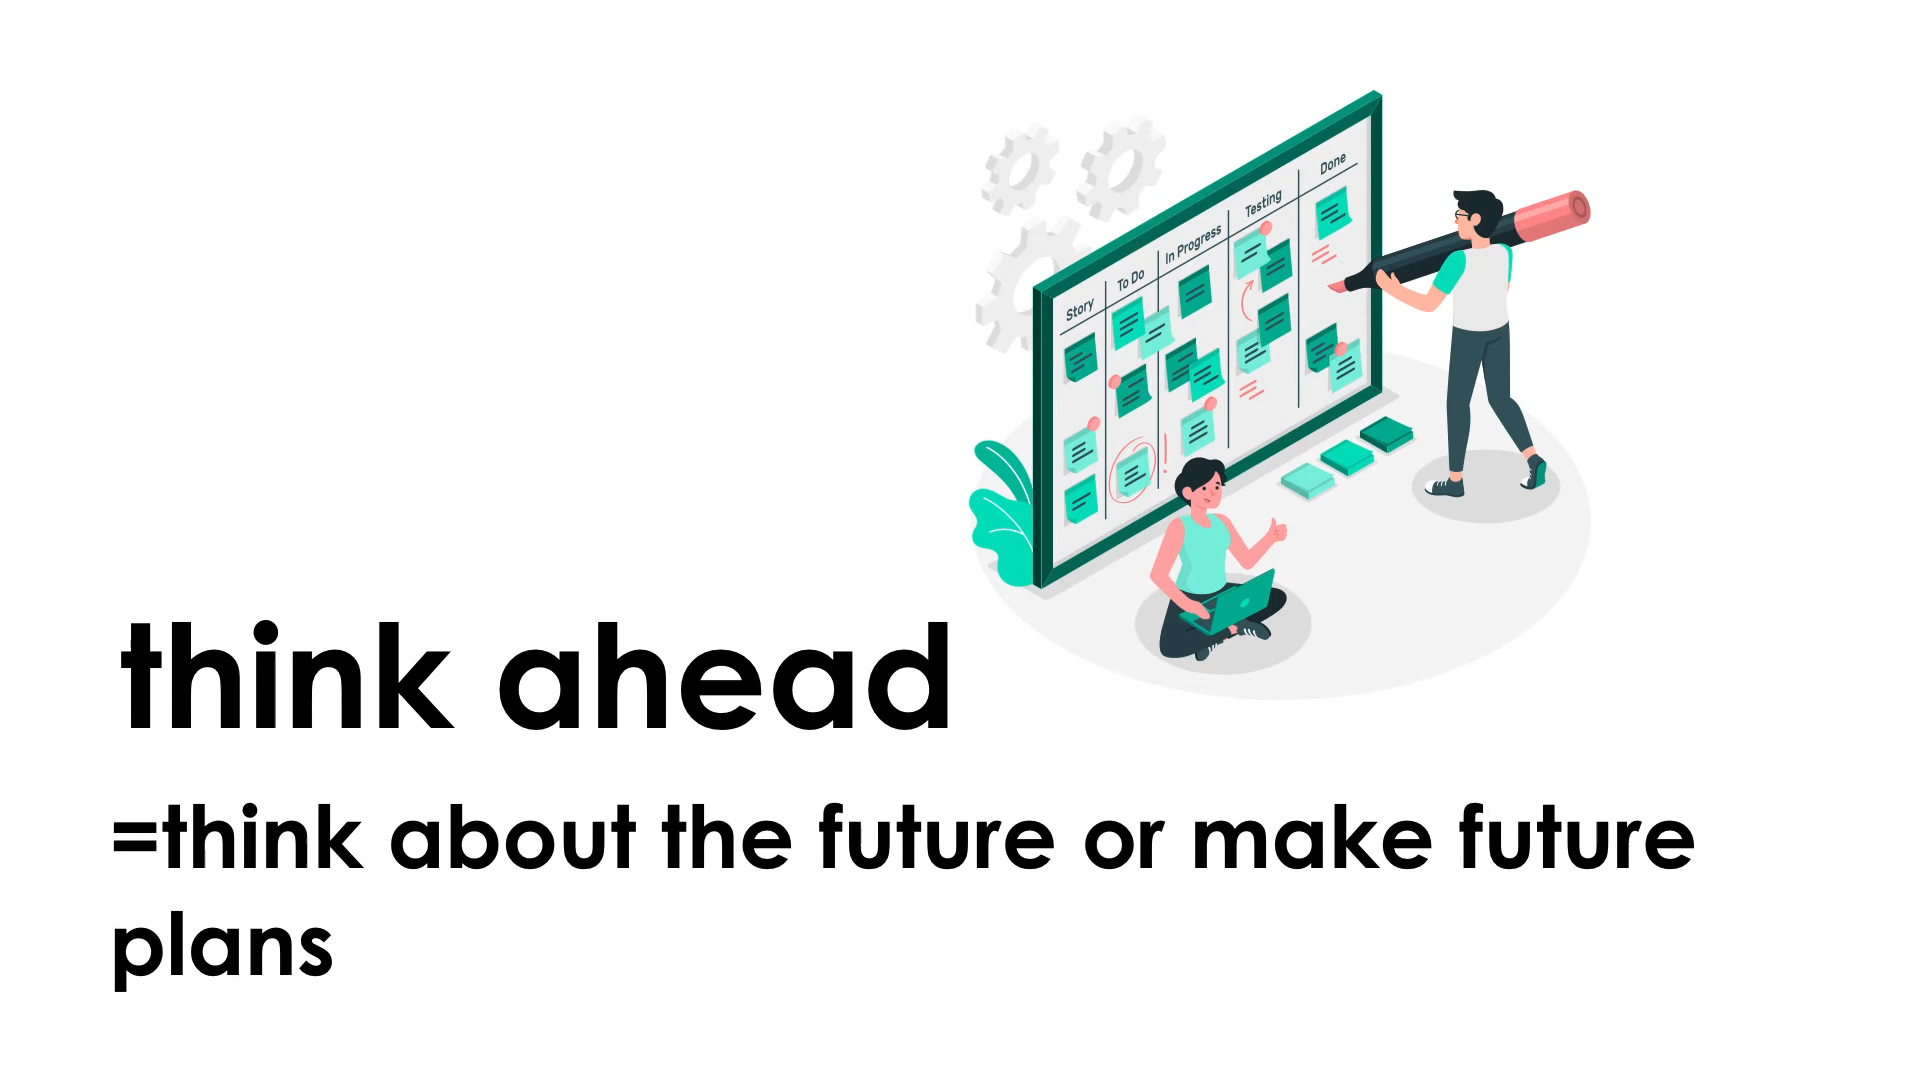 Story
To Do
In Progress
Testing
Done
think ahead
=think about the future or make future
plans